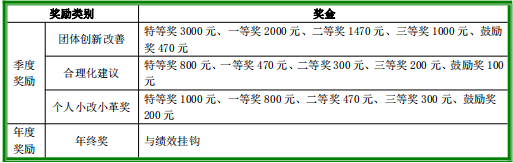 奖励类别 奖金
季度
奖励
团体创新改善
特等奖 3000 元、一等奖 2000 元、二等奖 1470 元、三等奖 1000 元、鼓励
奖 470 元
合理化建议
特等奖 800 元、一等奖 470 元、二等奖 300 元、三等奖 200 元、鼓励奖 100
元
个人小改小革奖
特等奖 1000 元、一等奖 800 元、二等奖 470 元、三等奖 300 元、鼓励奖
200 元
年度
奖励
年终奖
与绩效挂钩